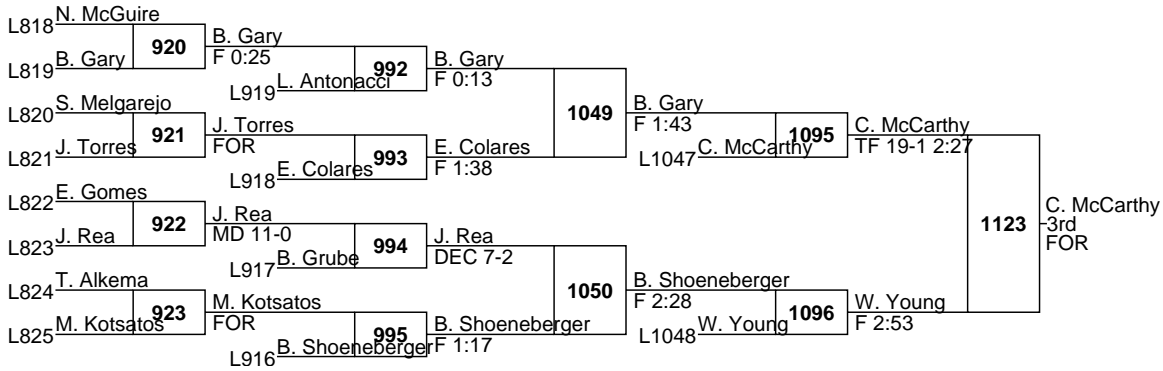 L818 N. McGuire
920
B. Gary
F 0:25
L819 B. Gary
992
B. Gary
F 0:13
L919 L. Antonacci
L820 S. Melgarejo
921
J. Torres
FOR
L821 J. Torres
993
E. Colares
F 1:38
L918 E. Colares
1049
B. Gary
F 1:43
L1047 C. McCarthy
1095
C. McCarthy
TF 19-1 2:27
L822 E. Gomes
922
J. Rea
MD 11-0
L823 J. Rea
994
J. Rea
DEC 7-2
L917 B. Grube
L824 T. Alkema
923
M. Kotsatos
FOR
L825 M. Kotsatos
995
B. Shoeneberger
F 1:17
L916 B. Shoeneberger
1050
B. Shoeneberger
F 2:28
L1048 W. Young
1096
W. Young
F 2:53
1123
C. McCarthy
3rd
FOR